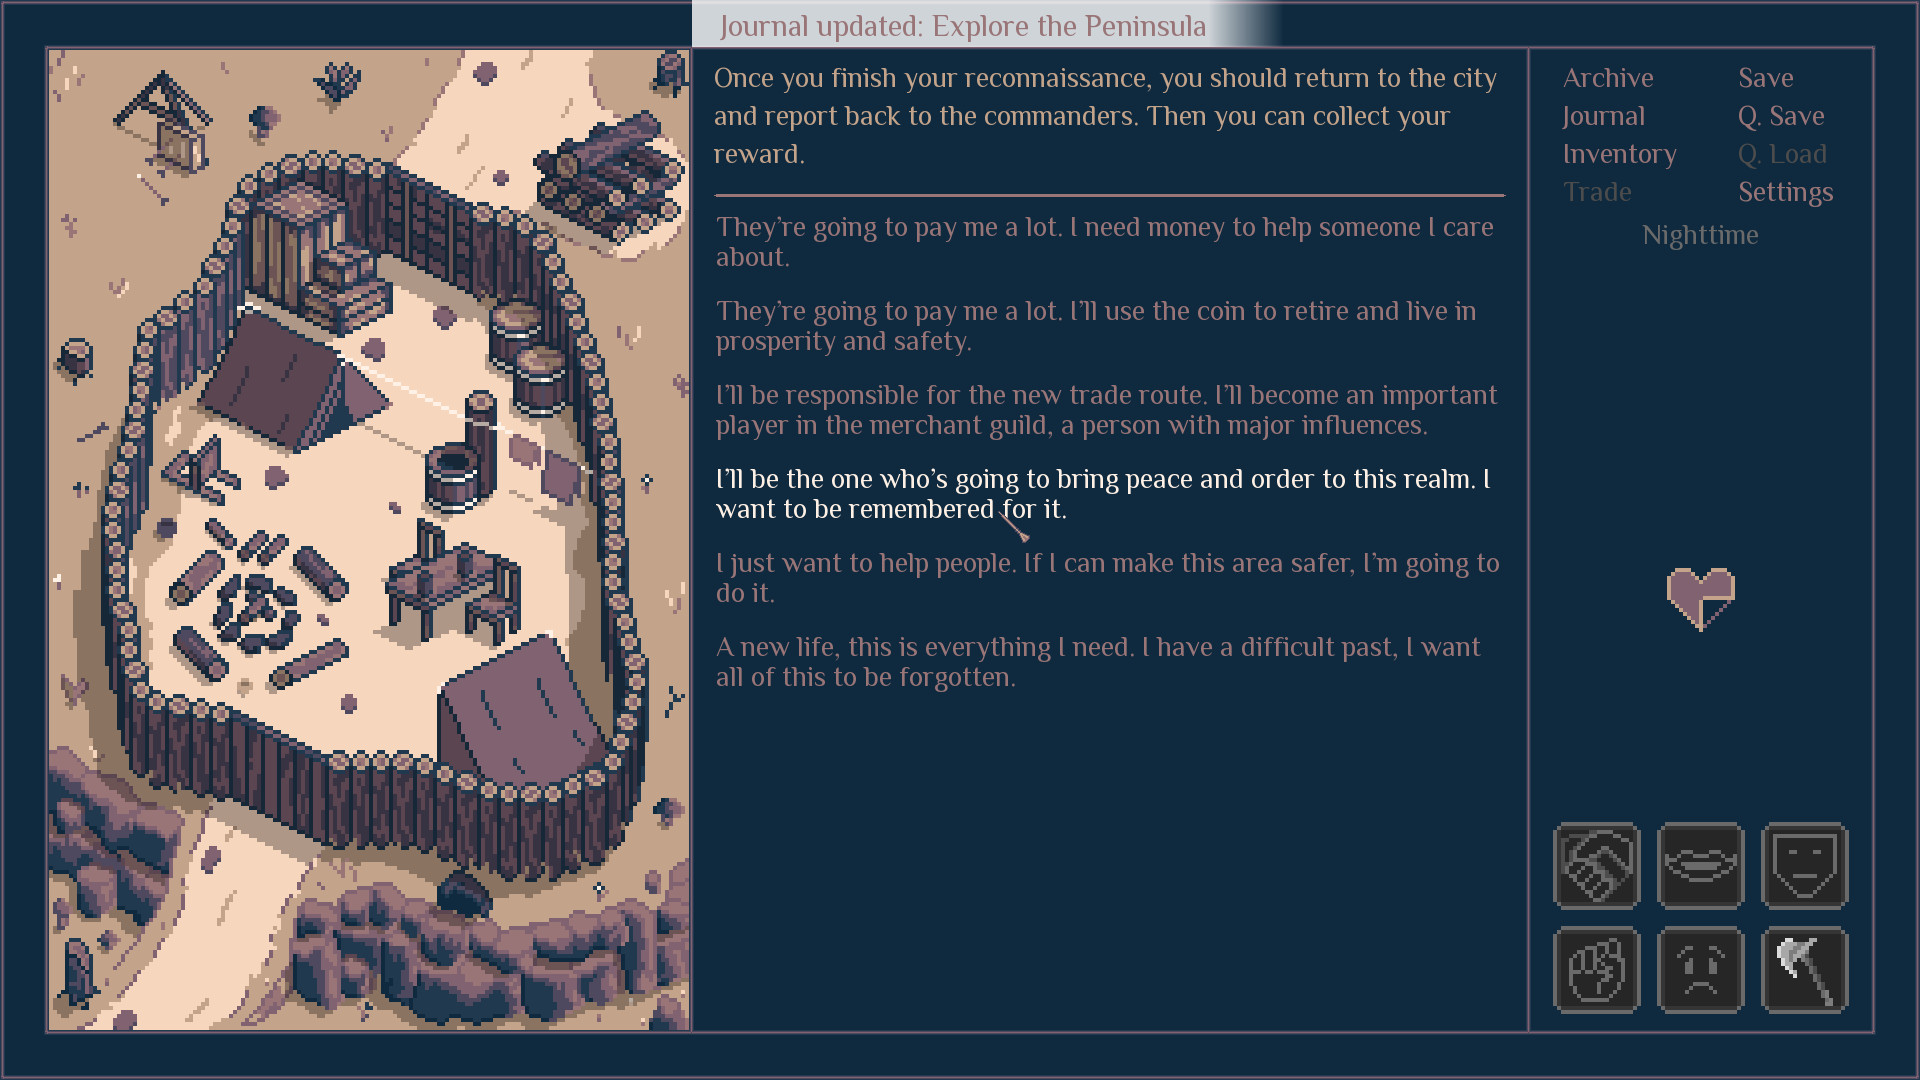 Journal updated: Explore the Peninsula
Once you finish your reconnaissance, you should return to the city
and report back to the commanders. Then you can collect your
reward.
They’re going to pay me a lot. I need money to help someone I care
about.
They’re going to pay me a lot. I’ll use the coin to retire and live in
prosperity and safety.
I’ll be responsible for the new trade route. I’ll become an important
player in the merchant guild, a person with major influences.
I’ll be the one who’s going to bring peace and order to this realm. I
want to be remembered for it.
I just want to help people. If I can make this area safer, I’m going to
do it.
A new life, this is everything I need. I have a difficult past, I want
all of this to be forgotten.
Archive Save
Journal Q. Save
Inventory Q. Load
Trade Settings
Nighttime